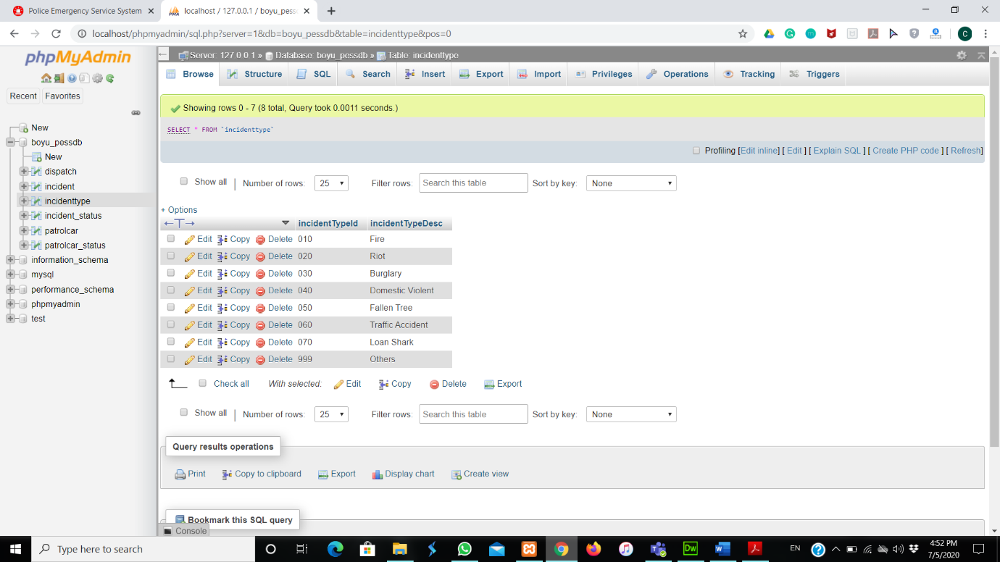 Police Emergency Service System
localhost / 127.0.0.1 / boyu_pess
localhost/phpmyadmin/sql.php?server=1&db=boyu_pessdb&table=incidenttype&pos=0
C
phpMyAdmin
Recent Favorites
New
boyu_pessdb
New
dispatch
incident
incidenttype
incident_status
patrolcar
patrolcar_status
information_schema
mysql
performance_schema
phpmyadmin
test
Server: 127.0.0.1 » Database: boyu_pessdb » Table: incidenttype
Browse Structure SQL Search Insert Export Import Privileges Operations Tracking Triggers
Showing rows 0 - 7 (8 total, Query took 0.0011 seconds.)
SELECT * FROM `incidenttype`
Profiling [Edit inline] [ Edit ] [ Explain SQL ] [ Create PHP code ] [ Refresh]
Show all | Number of rows: 25 Filter rows: Search this table Sort by key: None
+ Options
←T→ incidentTypeId incidentTypeDesc
Edit Copy Delete 010 Fire
Edit Copy Delete 020 Riot
Edit Copy Delete 030 Burglary
Edit Copy Delete 040 Domestic Violent
Edit Copy Delete 050 Fallen Tree
Edit Copy Delete 060 Traffic Accident
Edit Copy Delete 070 Loan Shark
Edit Copy Delete 999 Others
Check all With selected: Edit Copy Delete Export
Show all | Number of rows: 25 Filter rows: Search this table Sort by key: None
Query results operations
Print Copy to clipboard Export Display chart Create view
Bookmark this SQL query
Console
Type here to search
Dw
EN
4:52 PM
7/5/2020